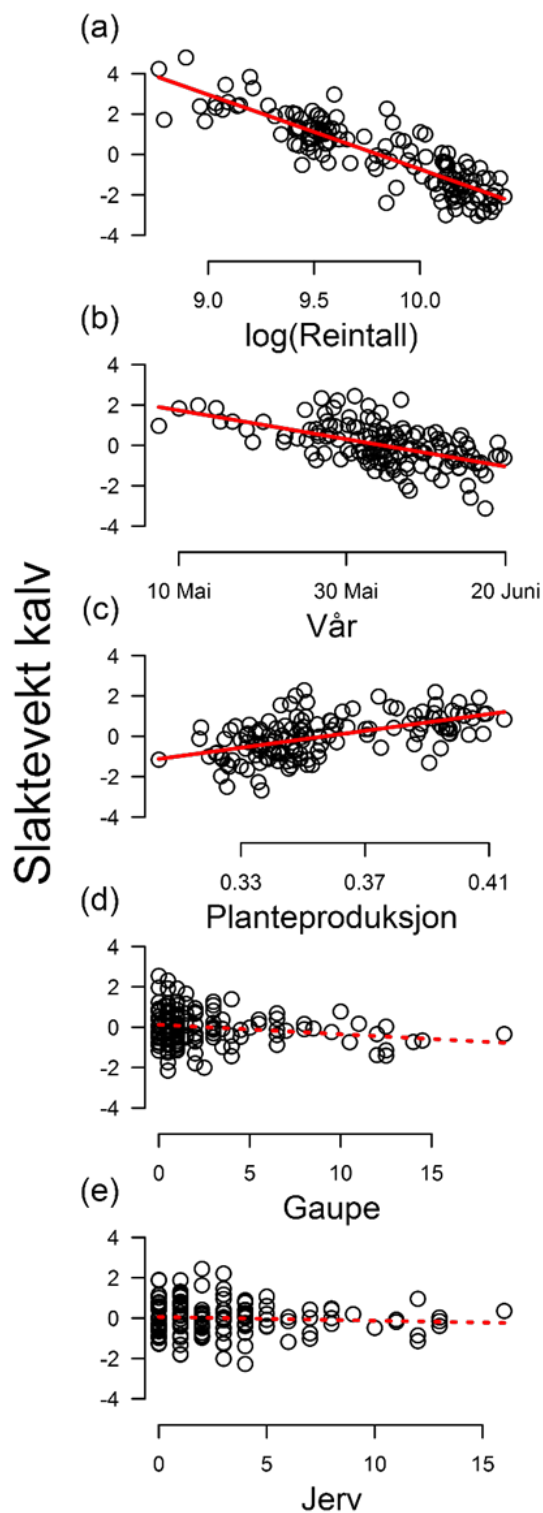 Slaktevekt kalv
(a)
4
2
0
-2
-4
9.0 9.5 10.0
log(Reintall)
(b)
4
2
0
-2
-4
10 Mai 30 Mai 20 Juni
Vår
(c)
4
2
0
-2
-4
0.33 0.37 0.41
Planteproduksjon
(d)
4
2
0
-2
-4
0 5 10 15
Gaupe
(e)
4
2
0
-2
-4
0 5 10 15
Jerv